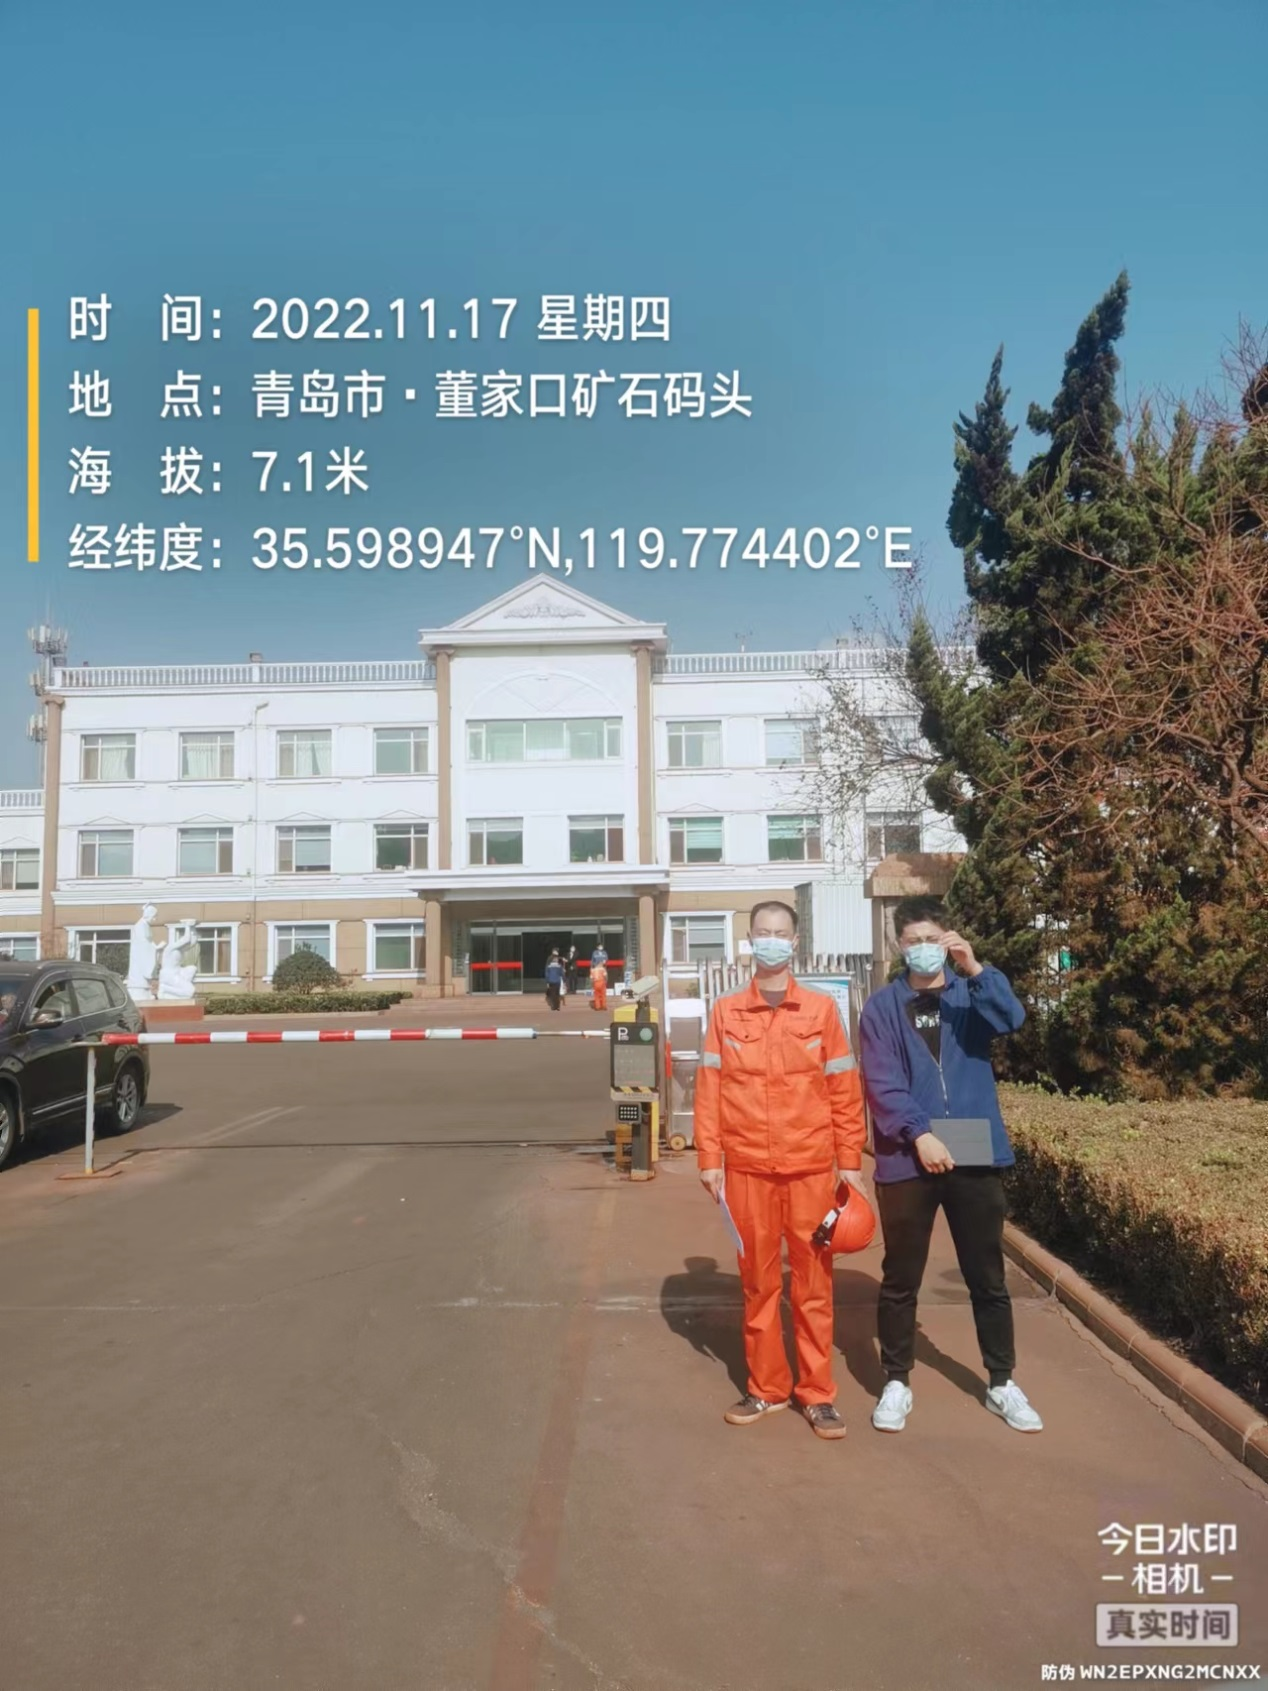 时 间：2022.11.17 星期四
地 点：青岛市·董家口矿石码头
海 拔：7.1米
经纬度：35.598947°N,119.774402°E
P
今日水印
相机
真实时间
防伪 WN2EPXNG2MCNXX